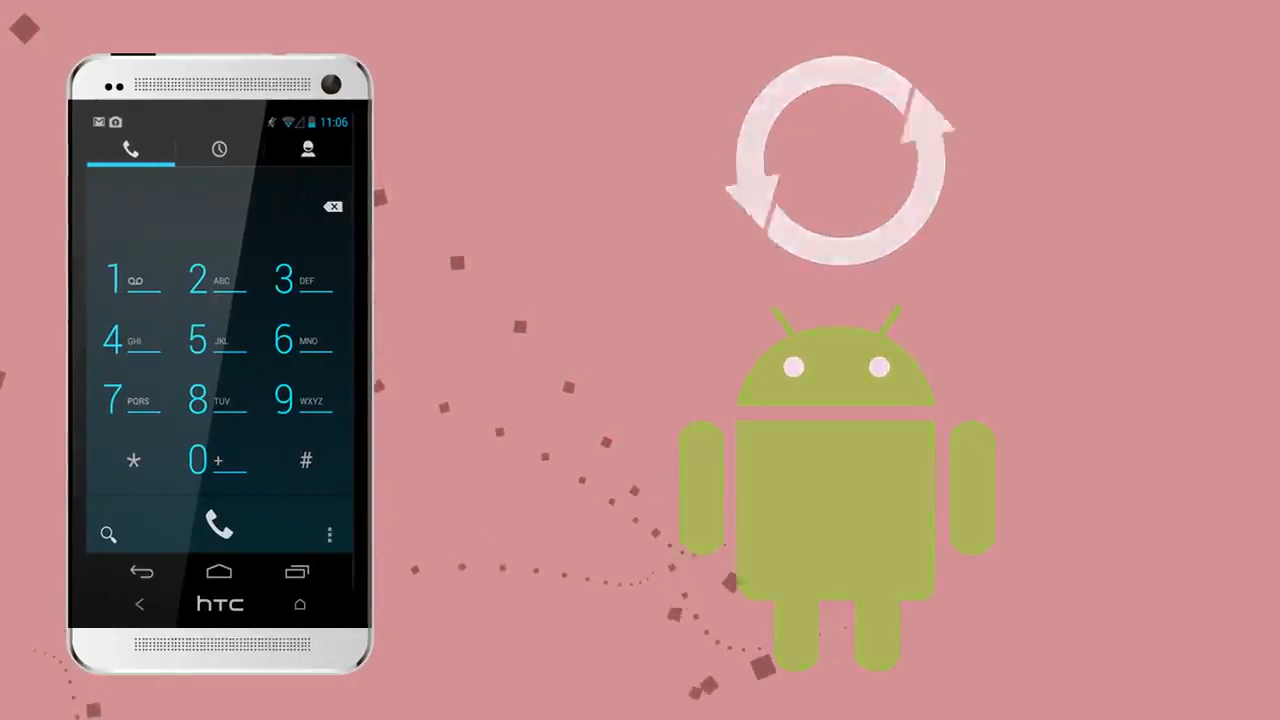 11:06
1 2 ABC 3 DEF
4 GHI 5 JKL 6 MNO
7 PQRS 8 TUV 9 WXYZ
* 0 + #
hTC